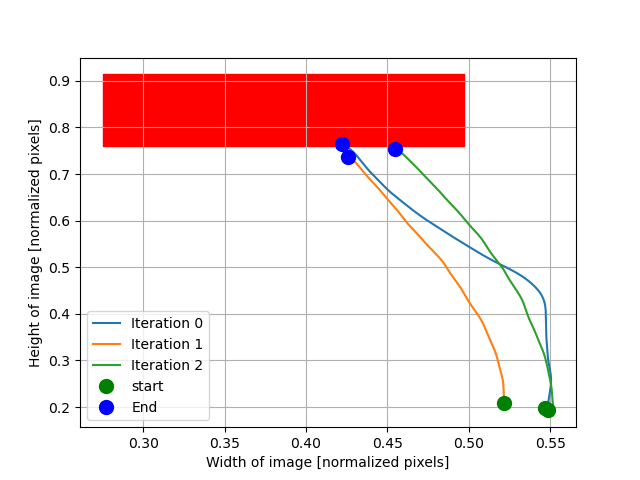 0.9
0.8
0.7
0.6
0.5
0.4
0.3
0.2
Height of image [normalized pixels]
Iteration 0
Iteration 1
Iteration 2
start
End
0.30 0.35 0.40 0.45 0.50 0.55
Width of image [normalized pixels]